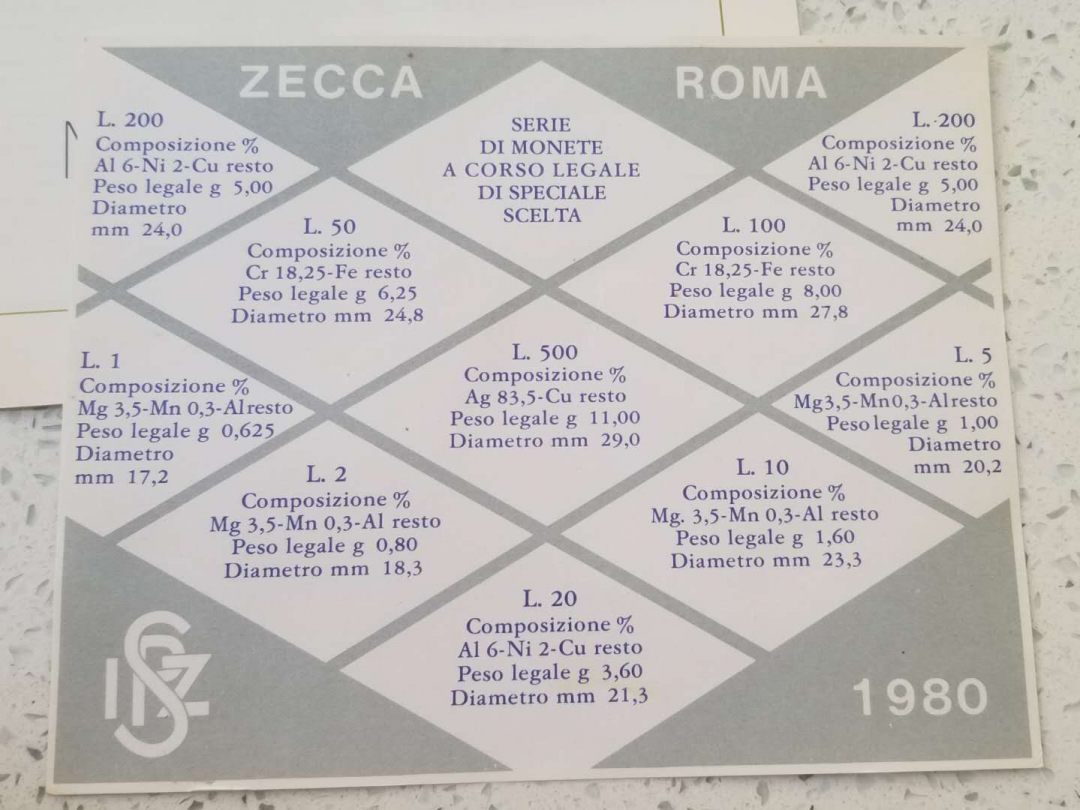 ZECCA
ROMA
L. 200
Composizione %
Al 6-Ni 2-Cu resto
Peso legale g 5,00
Diametro
mm 24,0
SERIE
DI MONETE
A CORSO LEGALE
DI SPECIALE
SCELTA
L. 200
Composizione %
Al 6-Ni 2-Cu resto
Peso legale g 5,00
Diametro
mm 24,0
L. 50
Composizione %
Cr 18,25-Fe resto
Peso legale g 6,25
Diametro mm 24,8
L. 100
Composizione %
Cr 18,25-Fe resto
Peso legale g 8,00
Diametro mm 27,8
L. 1
Composizione %
Mg 3,5-Mn 0,3-Al resto
Peso legale g 0,625
Diametro
mm 17,2
L. 500
Composizione %
Ag 83,5-Cu resto
Peso legale g 11,00
Diametro mm 29,0
L. 5
Composizione %
Mg3,5-Mn0,3-Al resto
Peso legale g 1,00
Diametro
mm 20,2
L. 2
Composizione %
Mg 3,5-Mn 0,3-Al resto
Peso legale g 0,80
Diametro mm 18,3
L. 10
Composizione %
Mg. 3,5-Mn 0,3-Al resto
Peso legale g 1,60
Diametro mm 23,3
L. 20
Composizione %
Al 6-Ni 2-Cu resto
Peso legale g 3,60
Diametro mm 21,3
1980